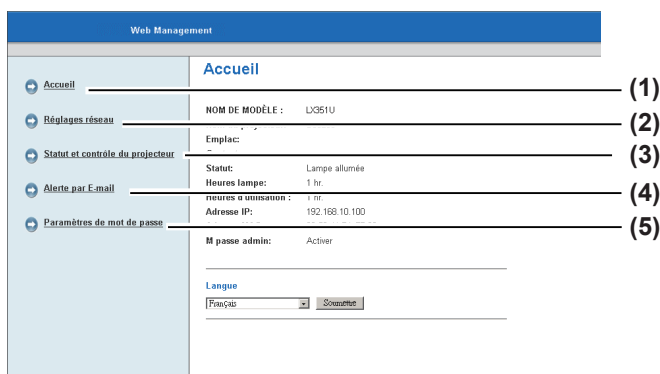 Web Management
Accueil
Réglages réseau
Statut et contrôle du projecteur
Alerte par E-mail
Paramètres de mot de passe
Accueil
NOM DE MODÈLE : LX351U
Emplac:
Statut: Lampe allumée
Heures lampe: 1 hr.
Heures d'utilisation : 1 hr.
Adresse IP: 192.168.10.100
M passe admin: Activer
Langue
Français Soumettre
(1)
(2)
(3)
(4)
(5)